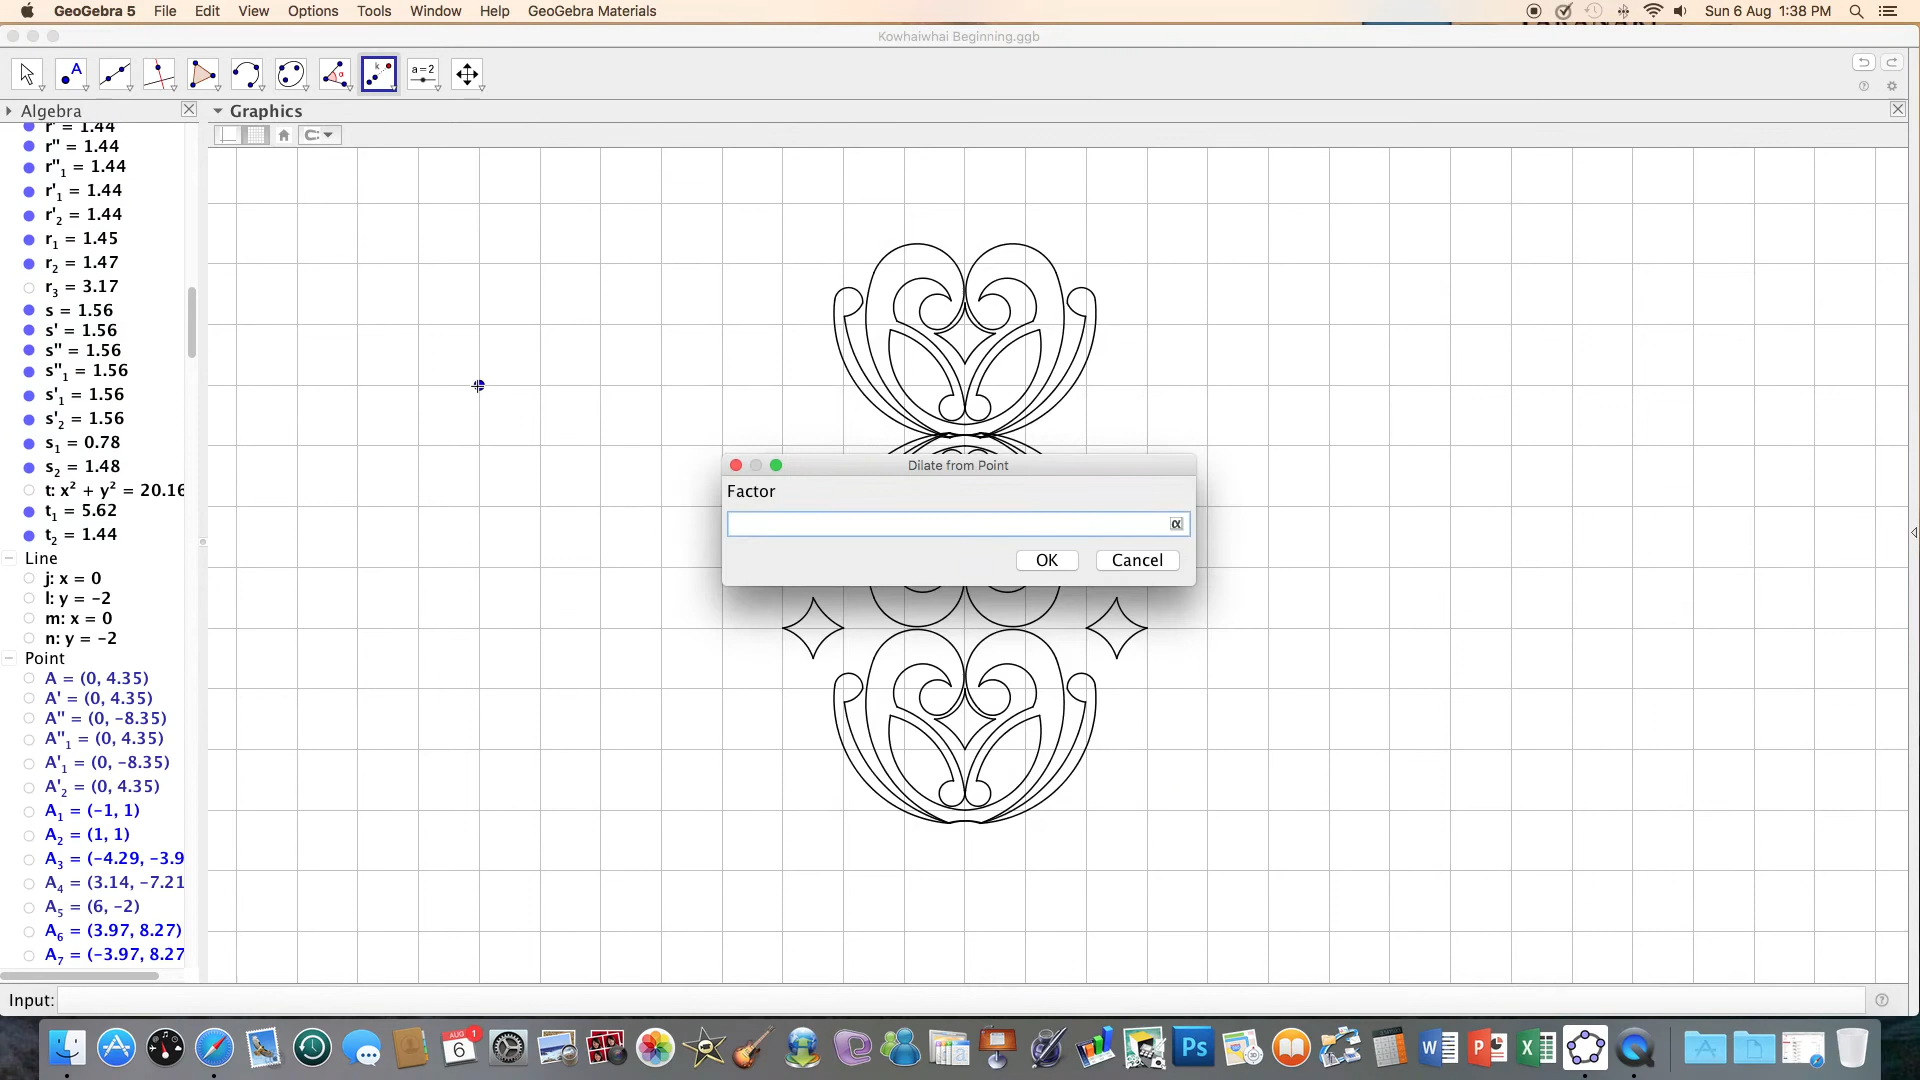 GeoGebra 5 File Edit View Options Tools Window Help GeoGebra Materials Sun 6 Aug 1:38 PM
Kowhaiwhai Beginning.ggb
A α k a=2
Algebra Graphics
r' = 1.44
r'' = 1.44
r''₁ = 1.44
r'₁ = 1.44
r'₂ = 1.44
r₁ = 1.45
r₂ = 1.47
r₃ = 3.17
s = 1.56
s' = 1.56
s'' = 1.56
s''₁ = 1.56
s'₁ = 1.56
s'₂ = 1.56
s₁ = 0.78
s₂ = 1.48
t: x² + y² = 20.16
t₁ = 5.62
t₂ = 1.44
Line
j: x = 0
l: y = −2
m: x = 0
n: y = −2
Point
A = (0, 4.35)
A' = (0, 4.35)
A'' = (0, −8.35)
A''₁ = (0, 4.35)
A'₁ = (0, −8.35)
A'₂ = (0, 4.35)
A₁ = (−1, 1)
A₂ = (1, 1)
A₃ = (−4.29, −3.9
A₄ = (3.14, −7.21
A₅ = (6, −2)
A₆ = (3.97, 8.27)
A₇ = (−3.97, 8.27
Dilate from Point
Factor
α
OK Cancel
Input:
AUG 1
6
Ps W P X